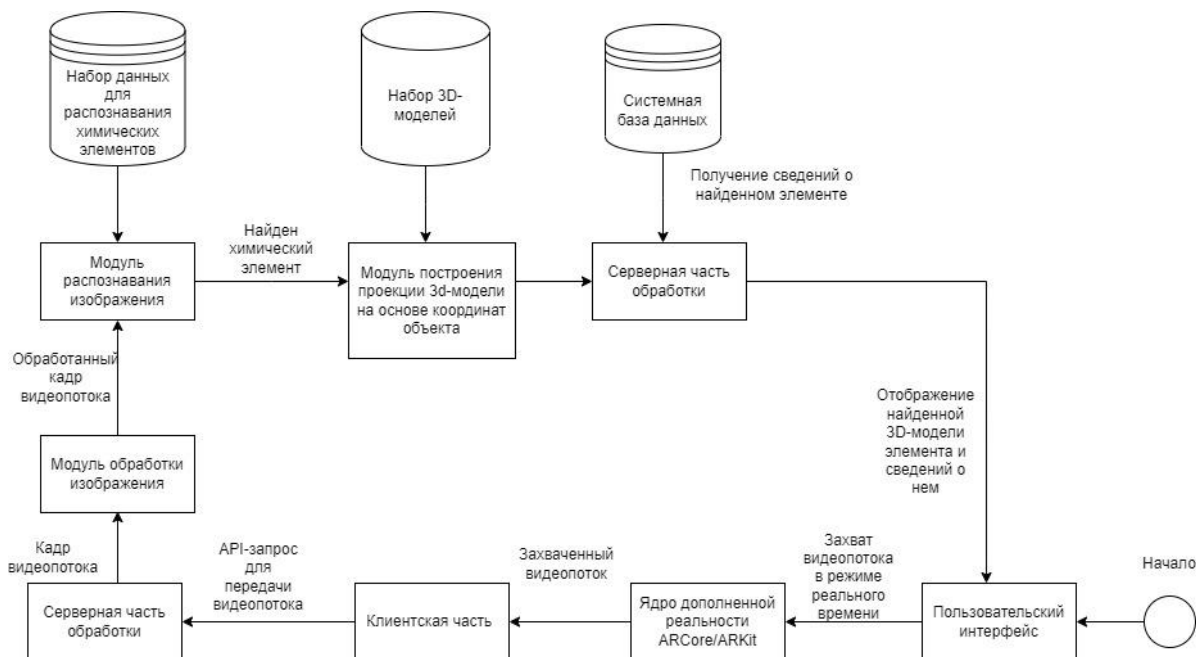 Набор данных
для
распознавания
химических
элементов
Набор 3D-
моделей
Системная
база данных
Получение сведений о
найденном элементе
Найден
химический
элемент
Модуль
распознавания
изображения
Модуль построения
проекции 3d-модели
на основе координат
объекта
Серверная часть
обработки
Обработанный
кадр
видеопотока
Отображение
найденной
3D-модели
элемента и
сведений о
нем
Модуль обработки
изображения
Кадр
видеопотока
API-запрос
для
передачи
видеопотока
Захваченный
видеопоток
Захват
видеопотока
в режиме
реального
времени
Начало
Серверная часть
обработки
Клиентская часть
Ядро дополненной
реальности
ARCore/ARKit
Пользовательский
интерфейс